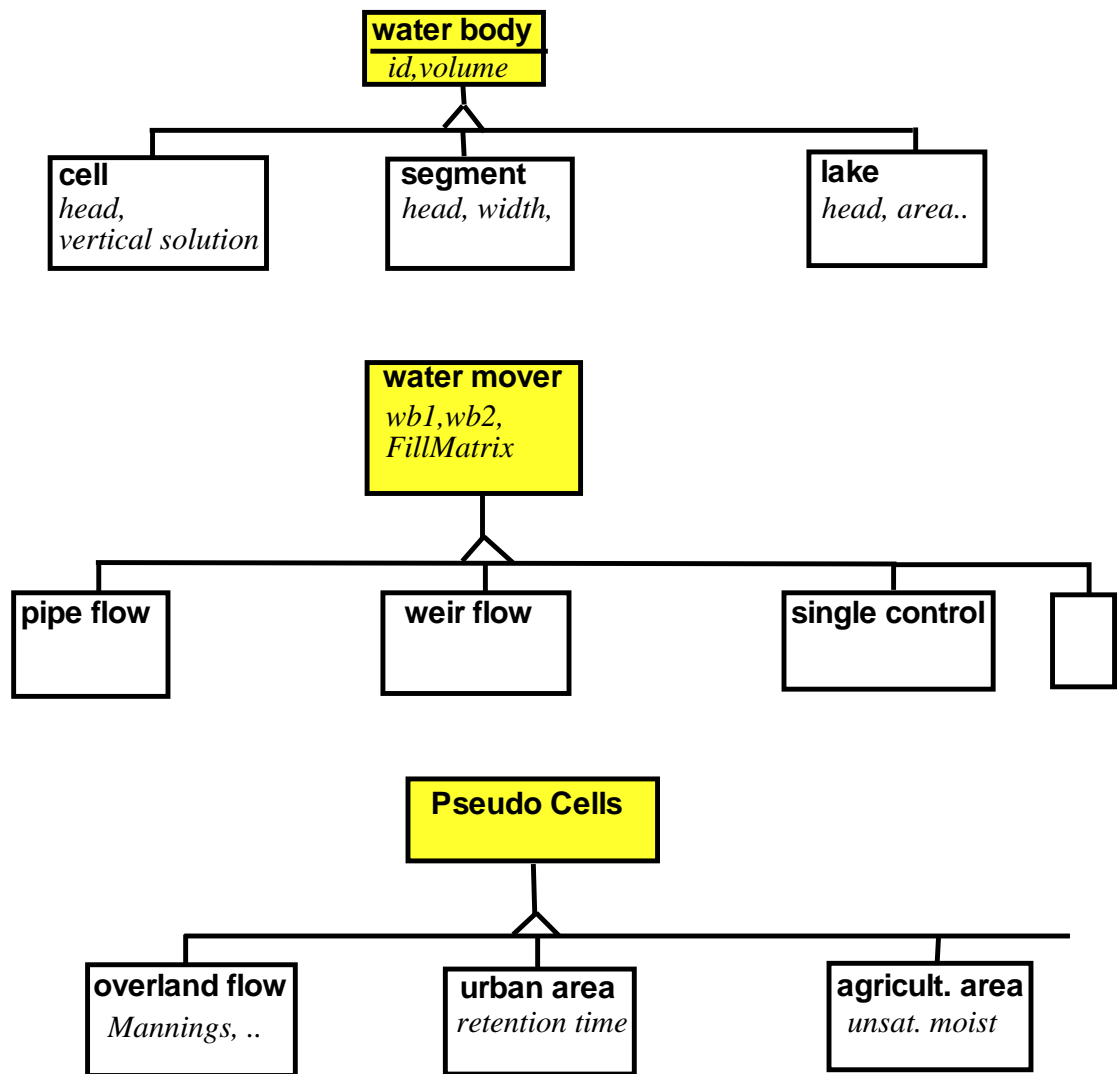 water body
id,volume
cell
head,
vertical solution
segment
head, width,
lake
head, area..
water mover
wb1,wb2,
FillMatrix
pipe flow
weir flow
single control
Pseudo Cells
overland flow
Mannings, ..
urban area
retention time
agricult. area
unsat. moist